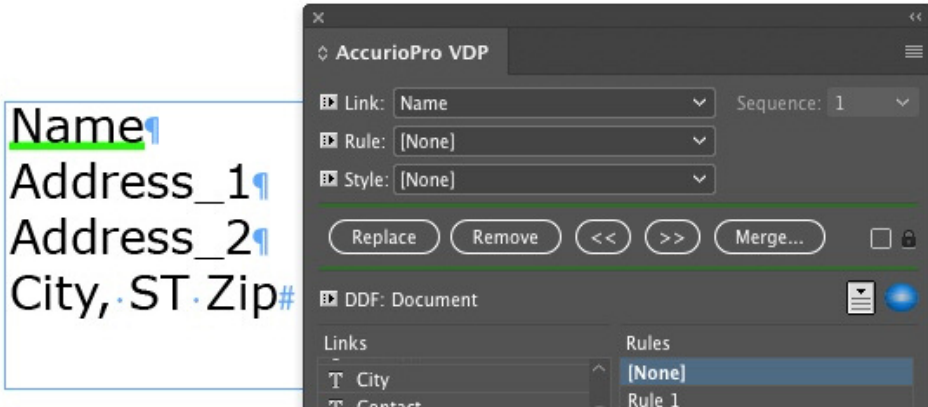 Name¶
Address_1¶
Address_2¶
City, ST Zip#
AccurioPro VDP
Link: Name Sequence: 1
Rule: [None]
Style: [None]
Replace Remove << >> Merge...
DDF: Document
Links Rules
T City [None]
T Contact Rule 1